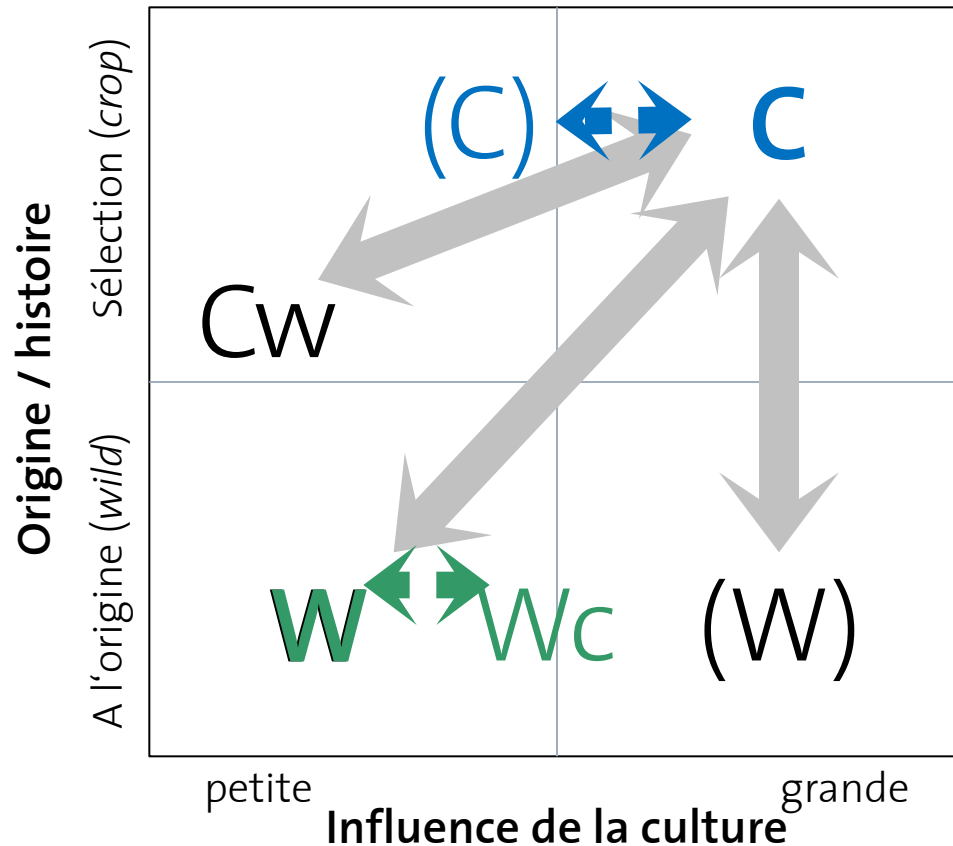 Origine / histoire
Sélection (crop)
A l‘origine (wild)
(C)
C
Cw
W
Wc
(W)
petite
grande
Influence de la culture